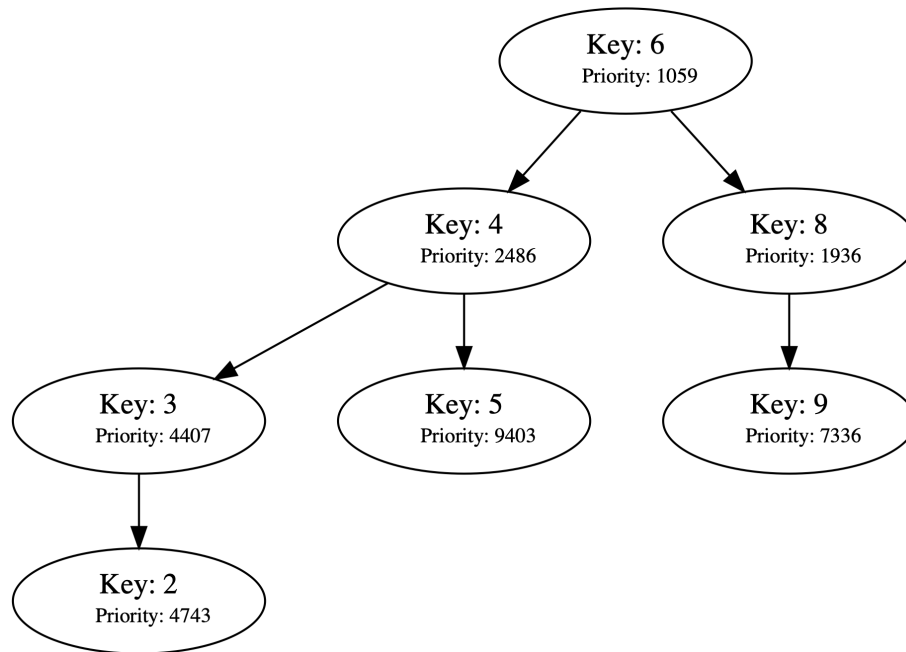 Key: 6
Priority: 1059
Key: 4
Priority: 2486
Key: 8
Priority: 1936
Key: 3
Priority: 4407
Key: 5
Priority: 9403
Key: 9
Priority: 7336
Key: 2
Priority: 4743